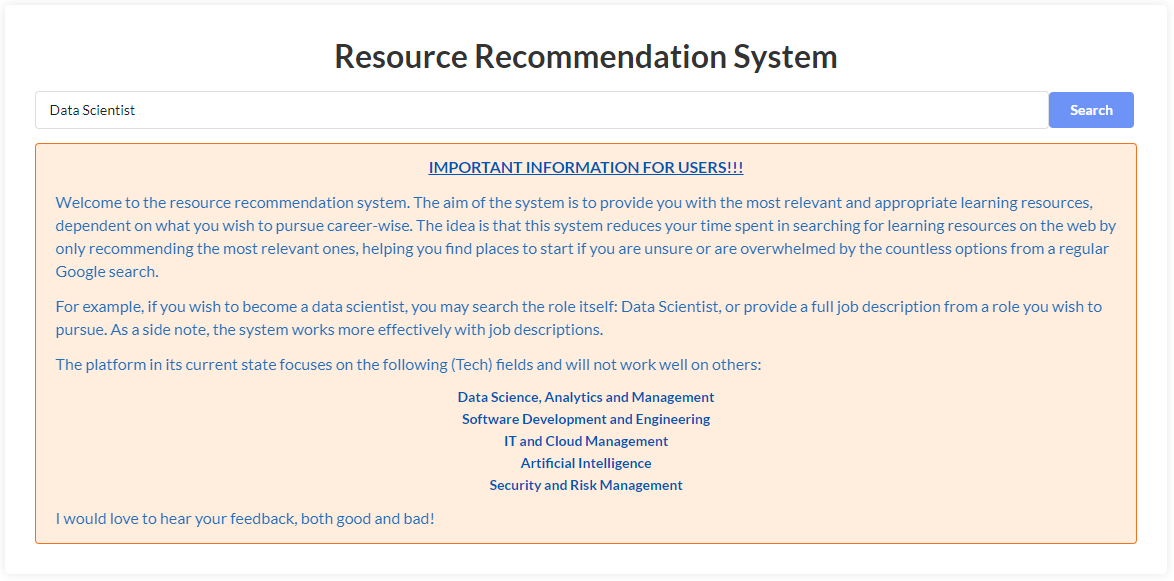 Resource Recommendation System
Data Scientist
Search
IMPORTANT INFORMATION FOR USERS!!!
Welcome to the resource recommendation system. The aim of the system is to provide you with the most relevant and appropriate learning resources,
dependent on what you wish to pursue career-wise. The idea is that this system reduces your time spent in searching for learning resources on the web by
only recommending the most relevant ones, helping you find places to start if you are unsure or are overwhelmed by the countless options from a regular
Google search.
For example, if you wish to become a data scientist, you may search the role itself: Data Scientist, or provide a full job description from a role you wish to
pursue. As a side note, the system works more effectively with job descriptions.
The platform in its current state focuses on the following (Tech) fields and will not work well on others:
Data Science, Analytics and Management
Software Development and Engineering
IT and Cloud Management
Artificial Intelligence
Security and Risk Management
I would love to hear your feedback, both good and bad!